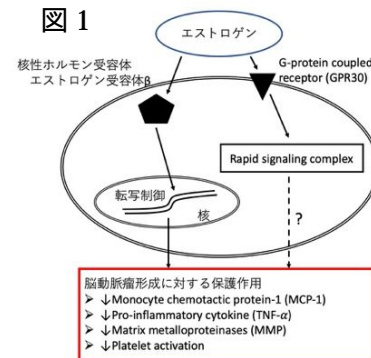 図1
エストロゲン
核性ホルモン受容体
エストロゲン受容体β
G-protein coupled
receptor (GPR30)
Rapid signaling complex
転写制御
核
?
脳動脈瘤形成に対する保護作用
➢ ↓Monocyte chemotactic protein-1 (MCP-1)
➢ ↓Pro-inflammatory cytokine (TNF-α)
➢ ↓Matrix metalloproteinases (MMP)
➢ ↓Platelet activation